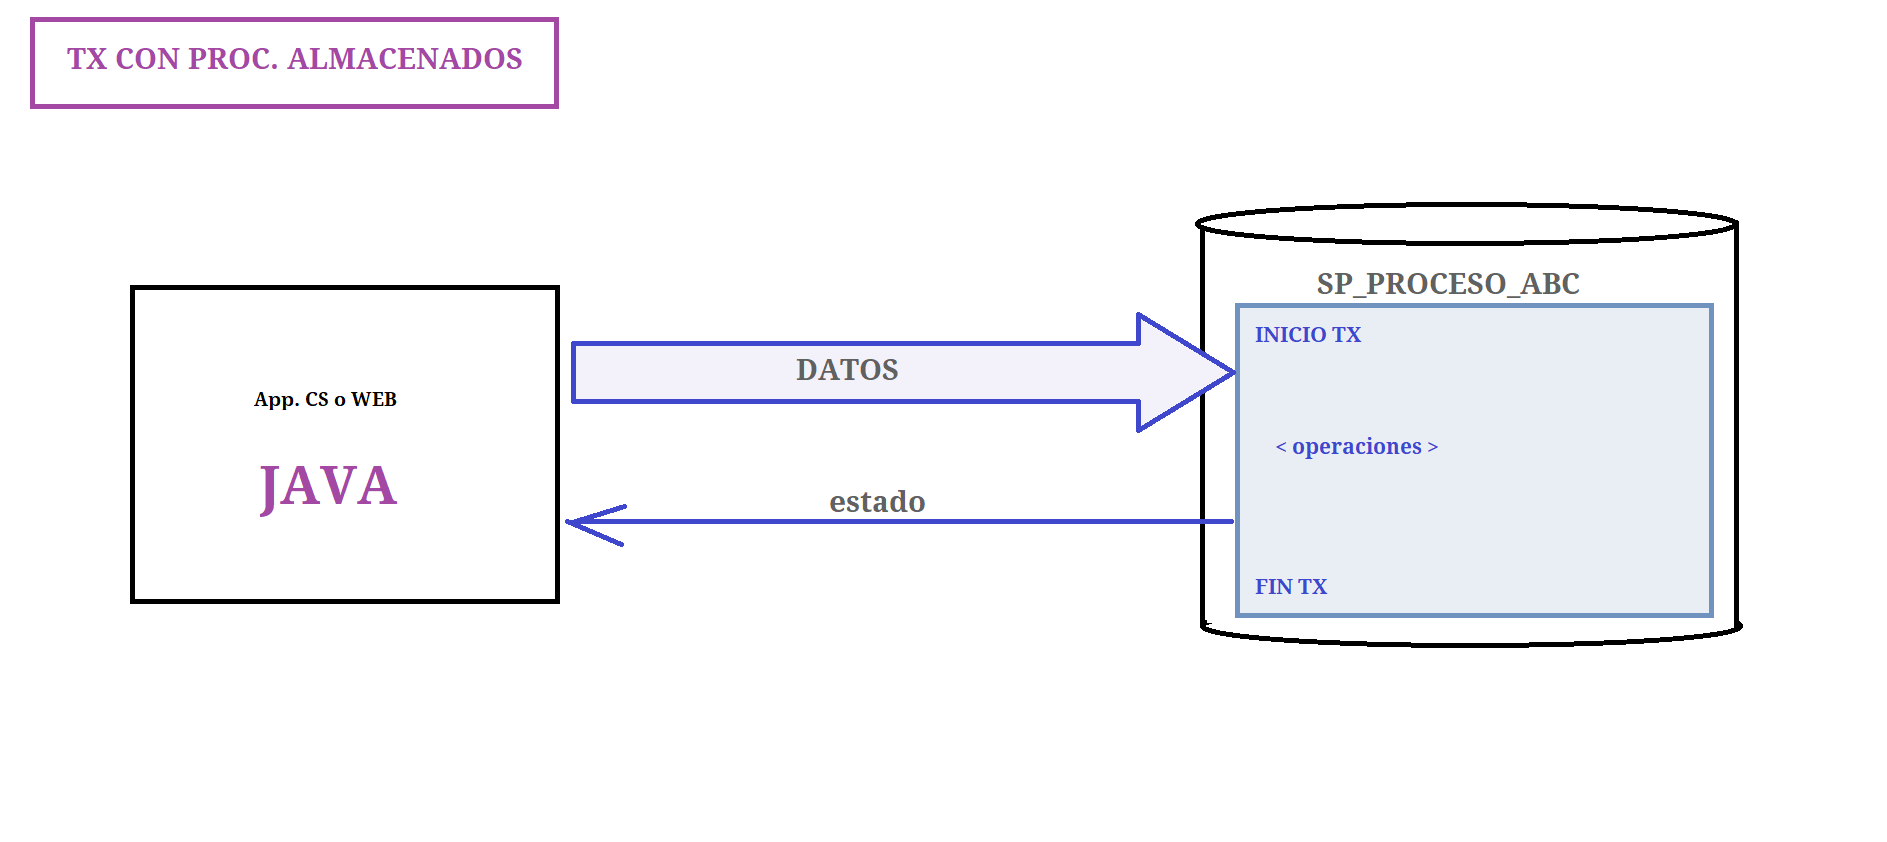 TX CON PROC. ALMACENADOS
SP_PROCESO_ABC
INICIO TX
DATOS
App. CS o WEB
< operaciones >
JAVA
estado
FIN TX